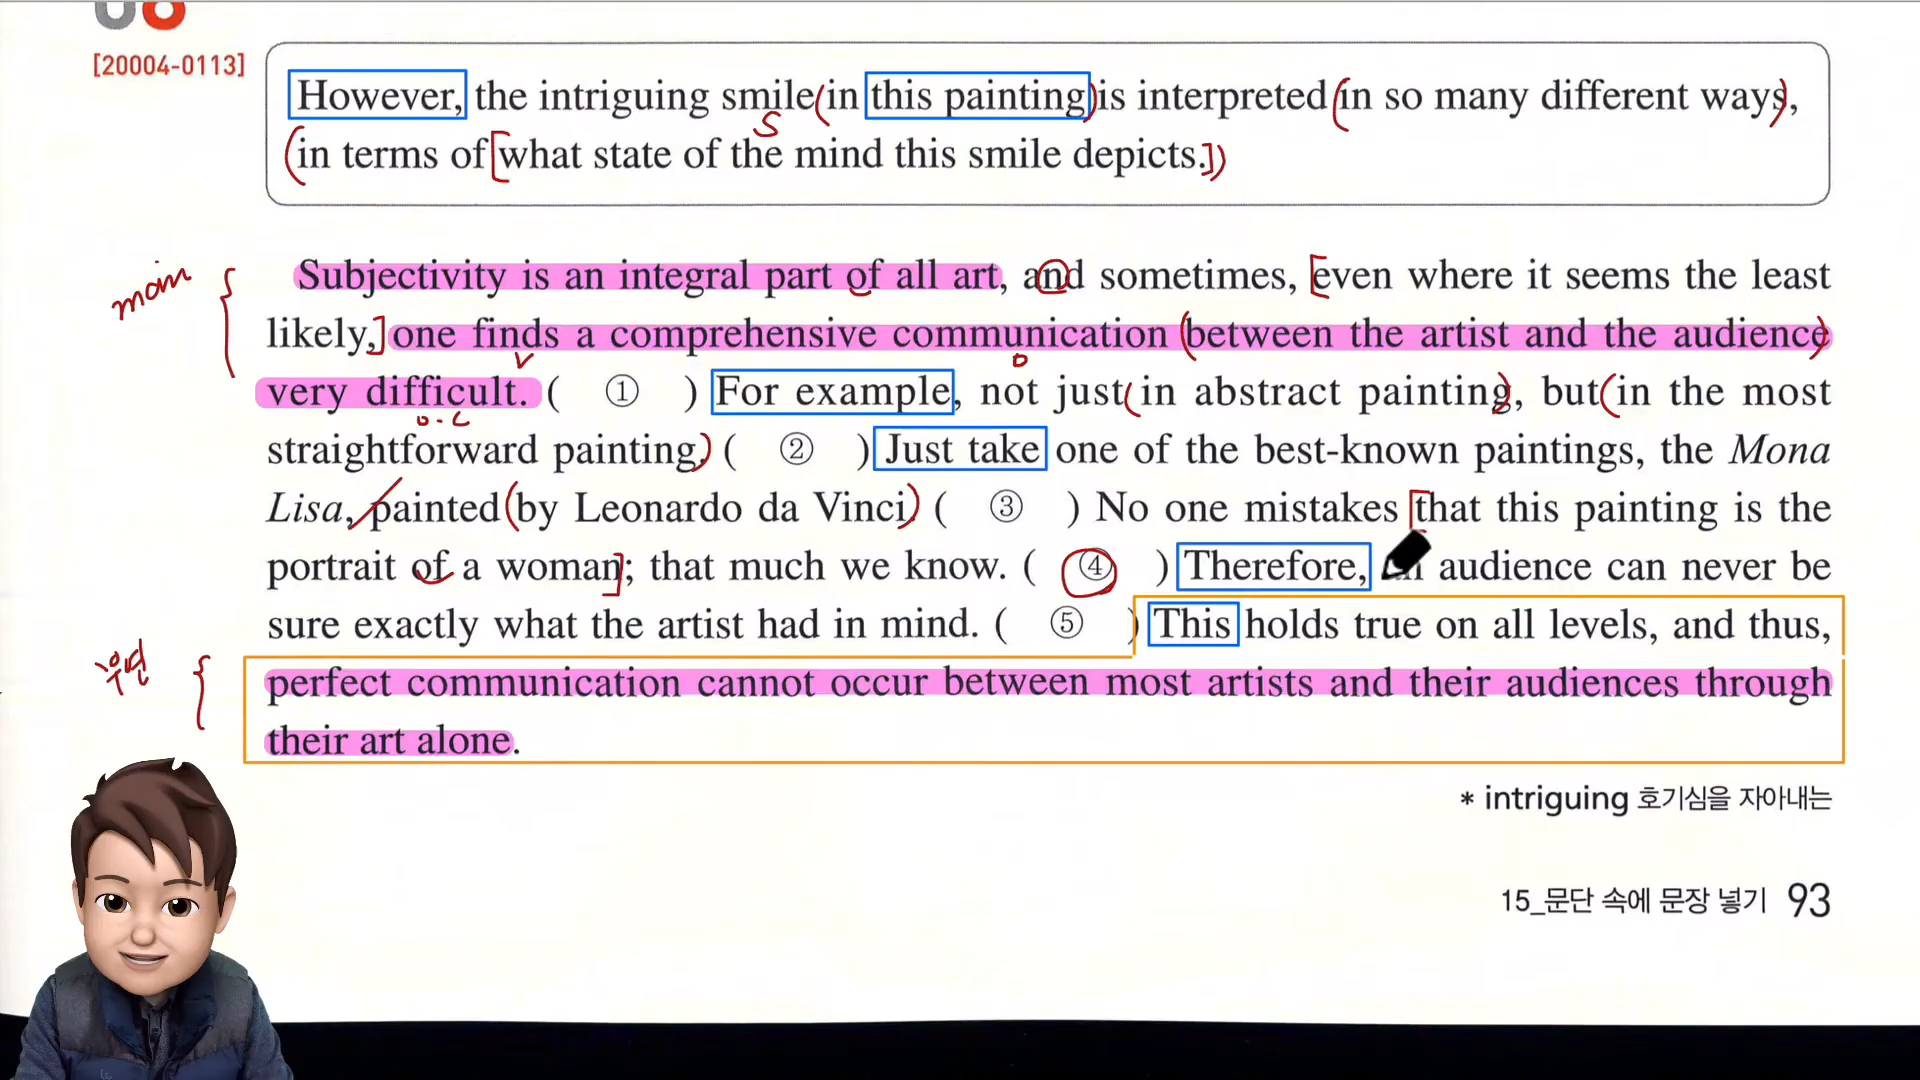 [20004-0113]
However, the intriguing smile in this painting is interpreted in so many different ways,
S
in terms of what state of the mind this smile depicts.
main
Subjectivity is an integral part of all art, and sometimes, even where it seems the least
likely, one finds a comprehensive communication between the artist and the audience
v o
very difficult. ( ① ) For example, not just in abstract painting, but in the most
o·c
straightforward painting. ( ② ) Just take one of the best-known paintings, the Mona
Lisa, painted by Leonardo da Vinci. ( ③ ) No one mistakes that this painting is the
portrait of a woman; that much we know. ( ④ ) Therefore, audience can never be
sure exactly what the artist had in mind. ( ⑤ ) This holds true on all levels, and thus,
perfect communication cannot occur between most artists and their audiences through
their art alone.
* intriguing 호기심을 자아내는
15_문단 속에 문장 넣기 93